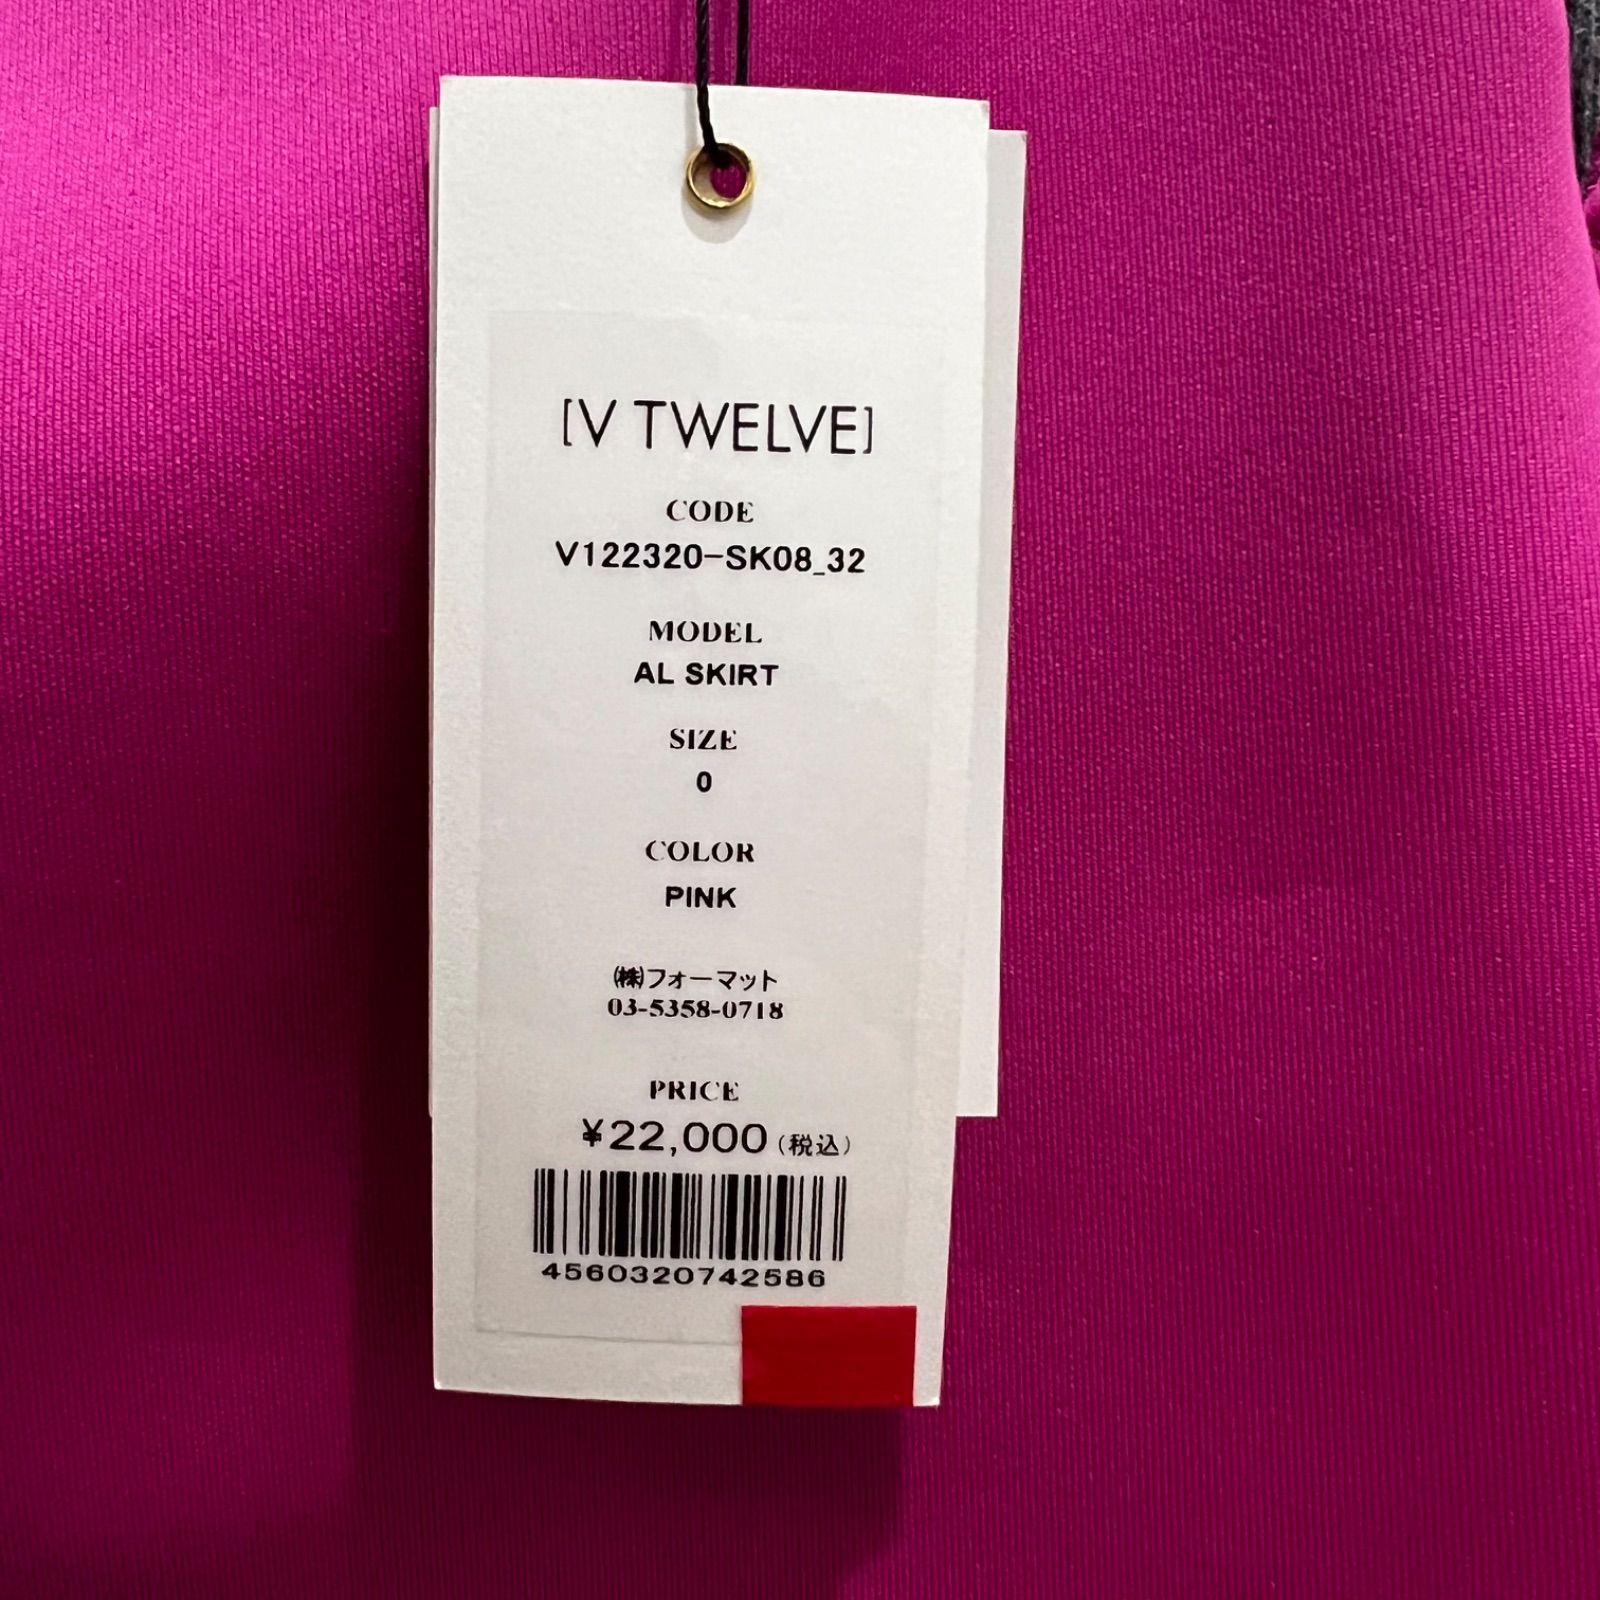 [V TWELVE]
CODE
V122320-SK08_32
MODEL
AL SKIRT
SIZE
0
COLOR
PINK
㈱フォーマット
03-5358-0718
PRICE
¥22,000(税込)
4560320742586